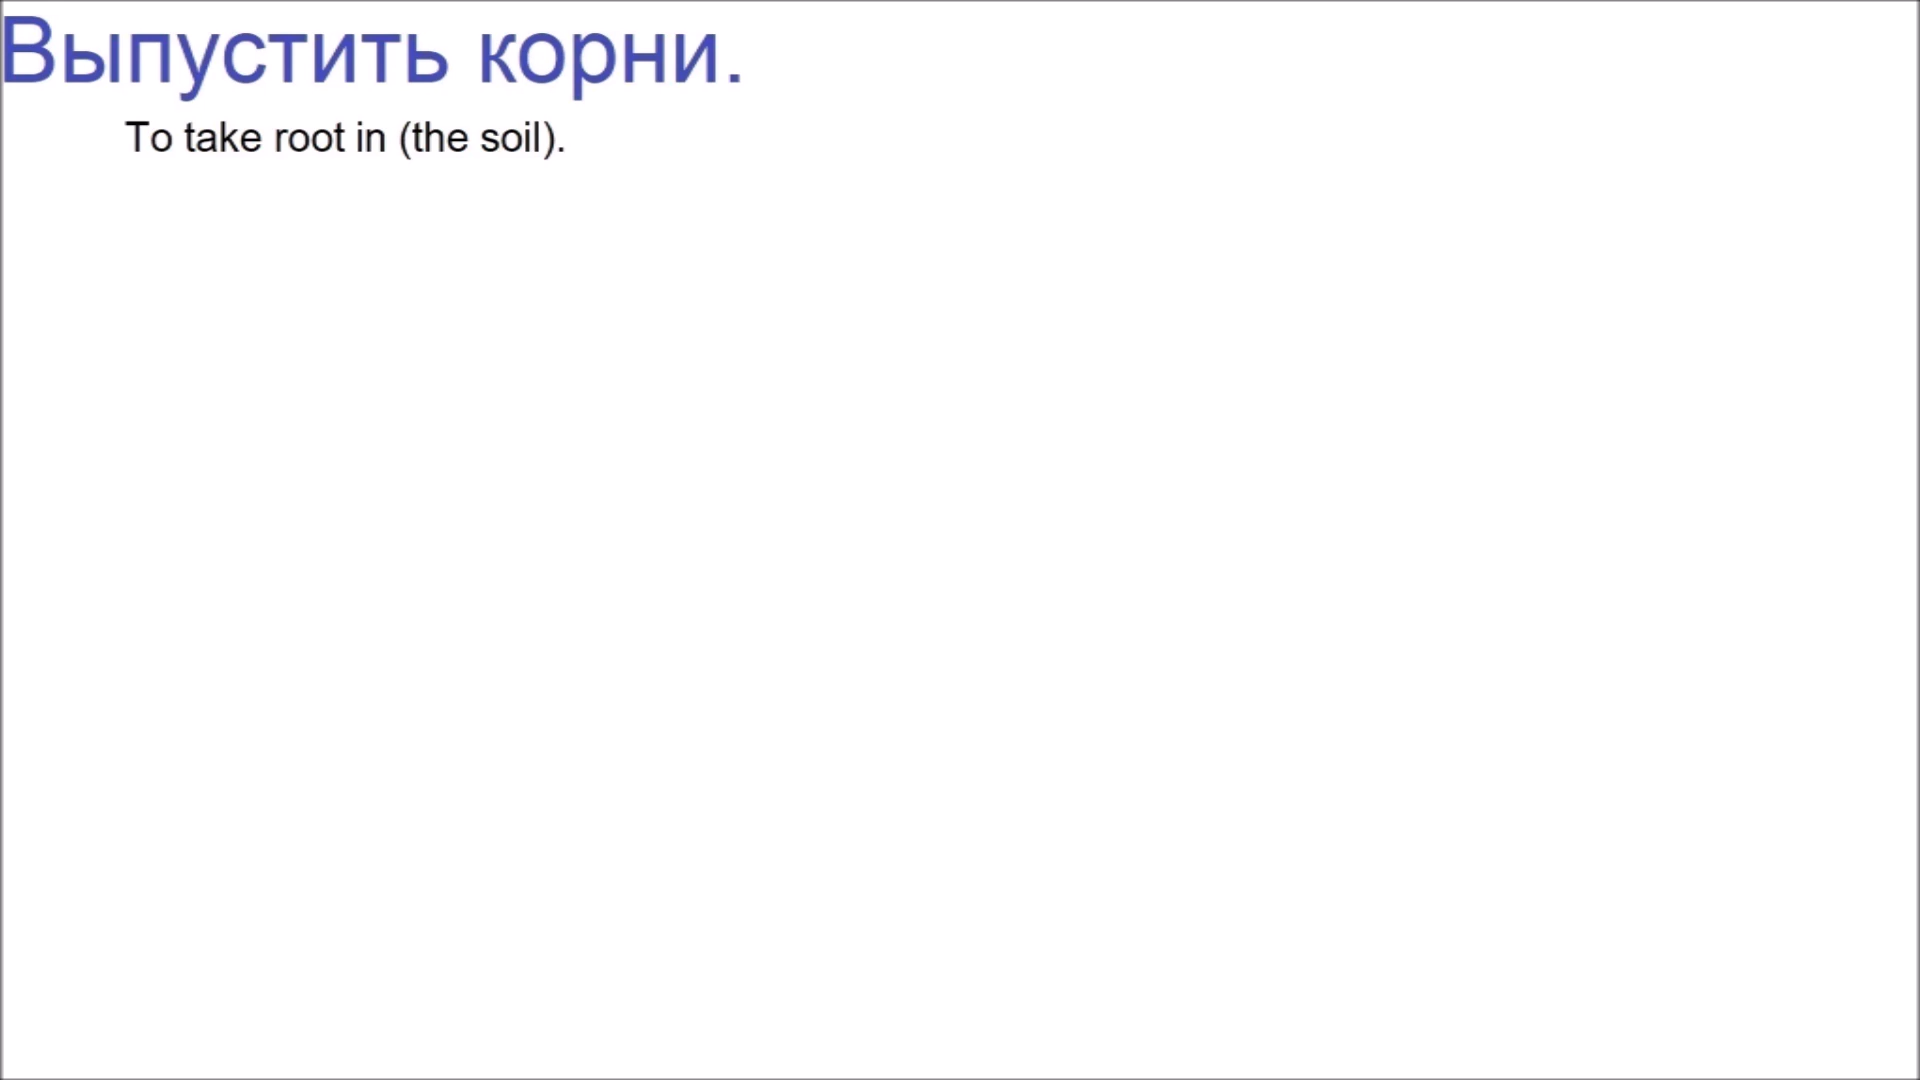 Выпустить корни.
To take root in (the soil).